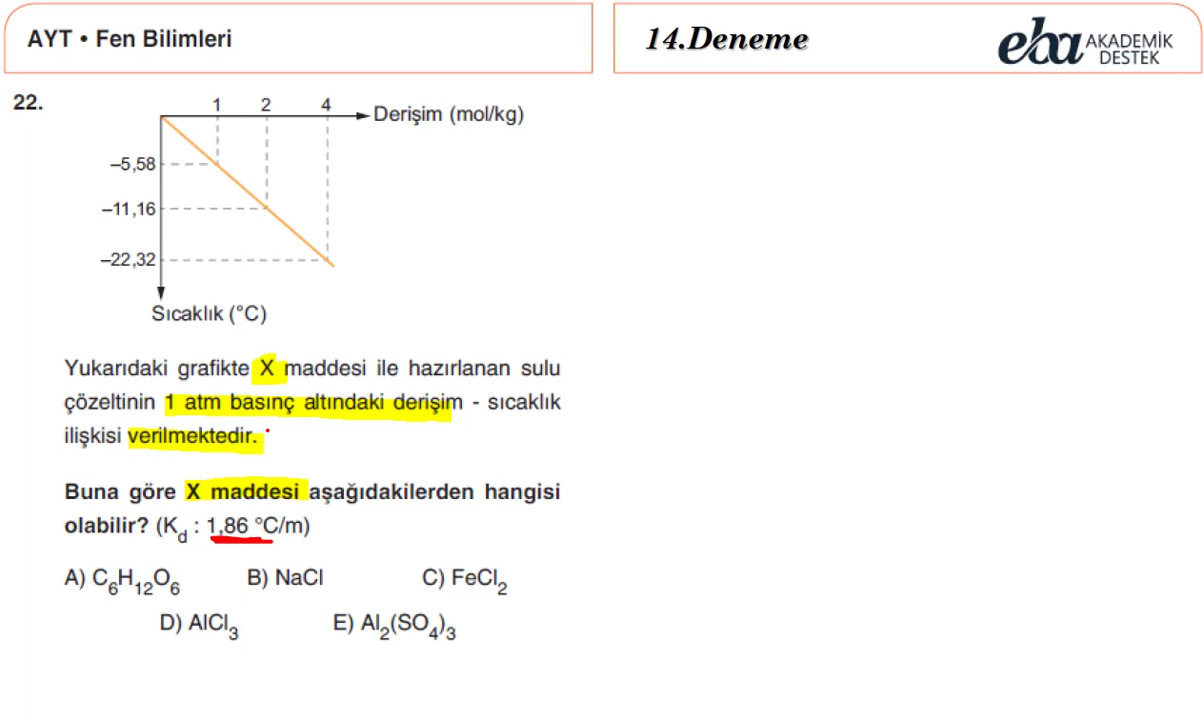 AYT • Fen Bilimleri
14.Deneme
eba AKADEMİK DESTEK
22.
1 2 4 Derişim (mol/kg)
–5,58
–11,16
–22,32
Sıcaklık (°C)
Yukarıdaki grafikte X maddesi ile hazırlanan sulu
çözeltinin 1 atm basınç altındaki derişim - sıcaklık
ilişkisi verilmektedir.
Buna göre X maddesi aşağıdakilerden hangisi
olabilir? (K_d : 1,86 °C/m)
A) C₆H₁₂O₆ B) NaCl C) FeCl₂
D) AlCl₃ E) Al₂(SO₄)₃